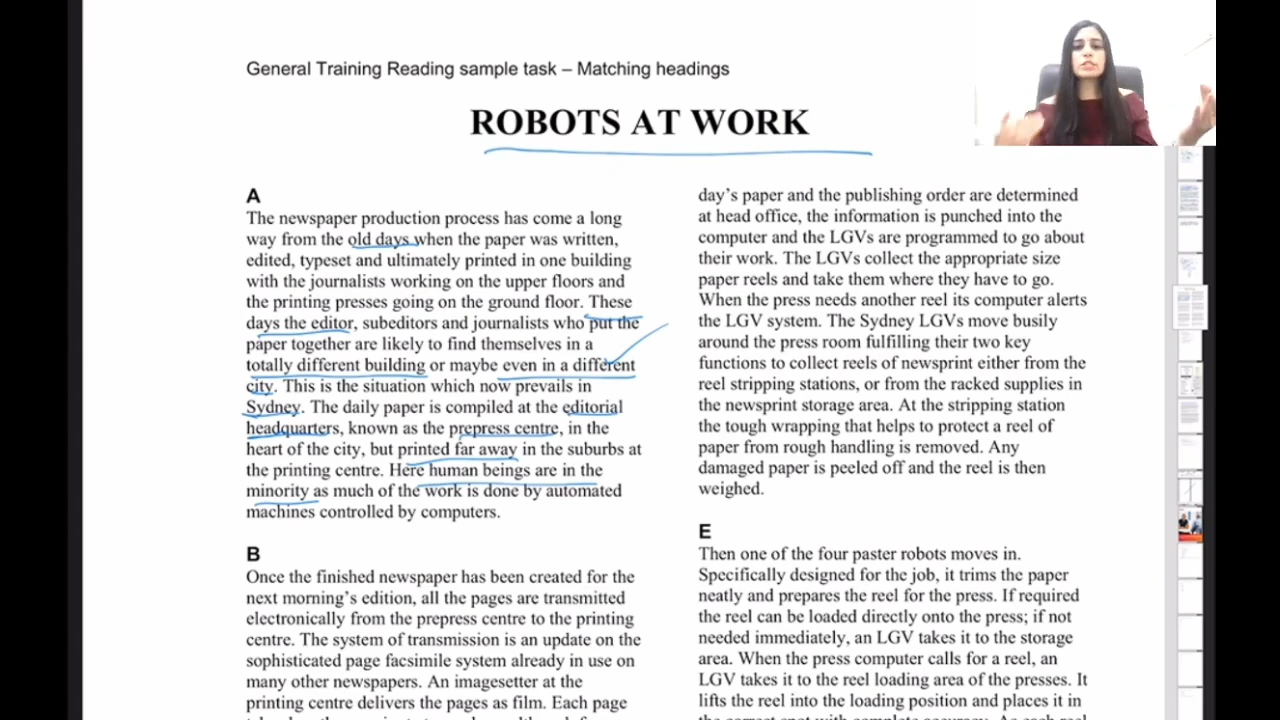 General Training Reading sample task – Matching headings
ROBOTS AT WORK
A
The newspaper production process has come a long
way from the old days when the paper was written,
edited, typeset and ultimately printed in one building
with the journalists working on the upper floors and
the printing presses going on the ground floor. These
days the editor, subeditors and journalists who put the
paper together are likely to find themselves in a
totally different building or maybe even in a different
city. This is the situation which now prevails in
Sydney. The daily paper is compiled at the editorial
headquarters, known as the prepress centre, in the
heart of the city, but printed far away in the suburbs at
the printing centre. Here human beings are in the
minority as much of the work is done by automated
machines controlled by computers.
B
Once the finished newspaper has been created for the
next morning's edition, all the pages are transmitted
electronically from the prepress centre to the printing
centre. The system of transmission is an update on the
sophisticated page facsimile system already in use on
many other newspapers. An imagesetter at the
printing centre delivers the pages as film. Each page
day's paper and the publishing order are determined
at head office, the information is punched into the
computer and the LGVs are programmed to go about
their work. The LGVs collect the appropriate size
paper reels and take them where they have to go.
When the press needs another reel its computer alerts
the LGV system. The Sydney LGVs move busily
around the press room fulfilling their two key
functions to collect reels of newsprint either from the
reel stripping stations, or from the racked supplies in
the newsprint storage area. At the stripping station
the tough wrapping that helps to protect a reel of
paper from rough handling is removed. Any
damaged paper is peeled off and the reel is then
weighed.
E
Then one of the four paster robots moves in.
Specifically designed for the job, it trims the paper
neatly and prepares the reel for the press. If required
the reel can be loaded directly onto the press; if not
needed immediately, an LGV takes it to the storage
area. When the press computer calls for a reel, an
LGV takes it to the reel loading area of the presses. It
lifts the reel into the loading position and places it in
the correct spot with complete accuracy. As each reel